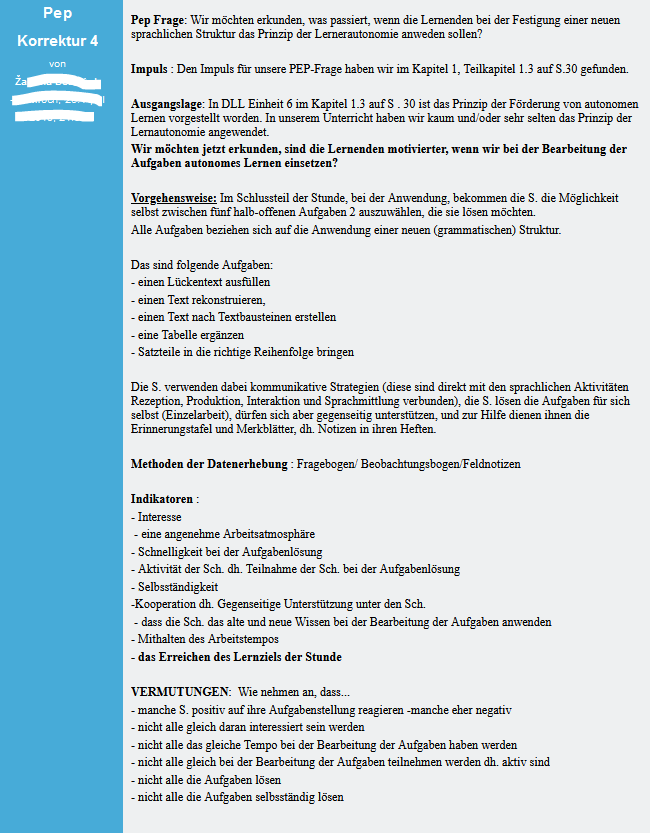 Pep
Korrektur 4
von
Pep Frage: Wir möchten erkunden, was passiert, wenn die Lernenden bei der Festigung einer neuen
sprachlichen Struktur das Prinzip der Lernerautonomie anweden sollen?
Impuls : Den Impuls für unsere PEP-Frage haben wir im Kapitel 1, Teilkapitel 1.3 auf S.30 gefunden.
Ausgangslage: In DLL Einheit 6 im Kapitel 1.3 auf S . 30 ist das Prinzip der Förderung von autonomen
Lernen vorgestellt worden. In unserem Unterricht haben wir kaum und/oder sehr selten das Prinzip der
Lernautonomie angewendet.
Wir möchten jetzt erkunden, sind die Lernenden motivierter, wenn wir bei der Bearbeitung der
Aufgaben autonomes Lernen einsetzen?
Vorgehensweise: Im Schlussteil der Stunde, bei der Anwendung, bekommen die S. die Möglichkeit
selbst zwischen fünf halb-offenen Aufgaben 2 auszuwählen, die sie lösen möchten.
Alle Aufgaben beziehen sich auf die Anwendung einer neuen (grammatischen) Struktur.
Das sind folgende Aufgaben:
- einen Lückentext ausfüllen
- einen Text rekonstruieren,
- einen Text nach Textbausteinen erstellen
- eine Tabelle ergänzen
- Satzteile in die richtige Reihenfolge bringen
Die S. verwenden dabei kommunikative Strategien (diese sind direkt mit den sprachlichen Aktivitäten
Rezeption, Produktion, Interaktion und Sprachmittlung verbunden), die S. lösen die Aufgaben für sich
selbst (Einzelarbeit), dürfen sich aber gegenseitig unterstützen, und zur Hilfe dienen ihnen die
Erinnerungstafel und Merkblätter, dh. Notizen in ihren Heften.
Methoden der Datenerhebung : Fragebogen/ Beobachtungsbogen/Feldnotizen
Indikatoren :
- Interesse
- eine angenehme Arbeitsatmosphäre
- Schnelligkeit bei der Aufgabenlösung
- Aktivität der Sch. dh. Teilnahme der Sch. bei der Aufgabenlösung
- Selbsständigkeit
-Kooperation dh. Gegenseitige Unterstützung unter den Sch.
- dass die Sch. das alte und neue Wissen bei der Bearbeitung der Aufgaben anwenden
- Mithalten des Arbeitstempos
- das Erreichen des Lernziels der Stunde
VERMUTUNGEN: Wie nehmen an, dass...
- manche S. positiv auf ihre Aufgabenstellung reagieren -manche eher negativ
- nicht alle gleich daran interessiert sein werden
- nicht alle das gleiche Tempo bei der Bearbeitung der Aufgaben haben werden
- nicht alle gleich bei der Bearbeitung der Aufgaben teilnehmen werden dh. aktiv sind
- nicht alle die Aufgaben lösen
- nicht alle die Aufgaben selbsständig lösen